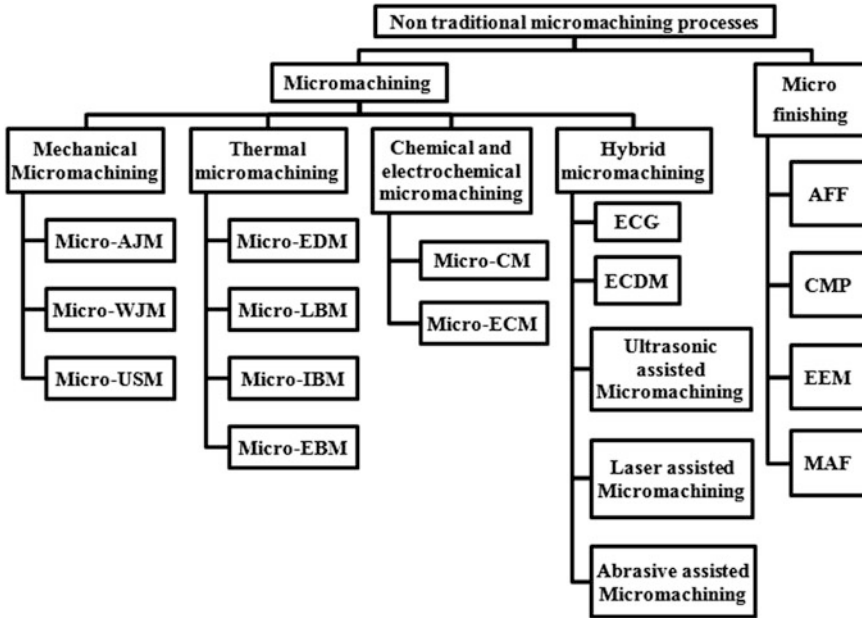 Non traditional micromachining processes
Micromachining
Micro
finishing
Mechanical
Micromachining
Thermal
micromachining
Chemical and
electrochemical
micromachining
Hybrid
micromachining
Micro-AJM
Micro-WJM
Micro-USM
Micro-EDM
Micro-LBM
Micro-IBM
Micro-EBM
Micro-CM
Micro-ECM
ECG
ECDM
Ultrasonic
assisted
Micromachining
Laser assisted
Micromachining
Abrasive assisted
Micromachining
AFF
CMP
EEM
MAF